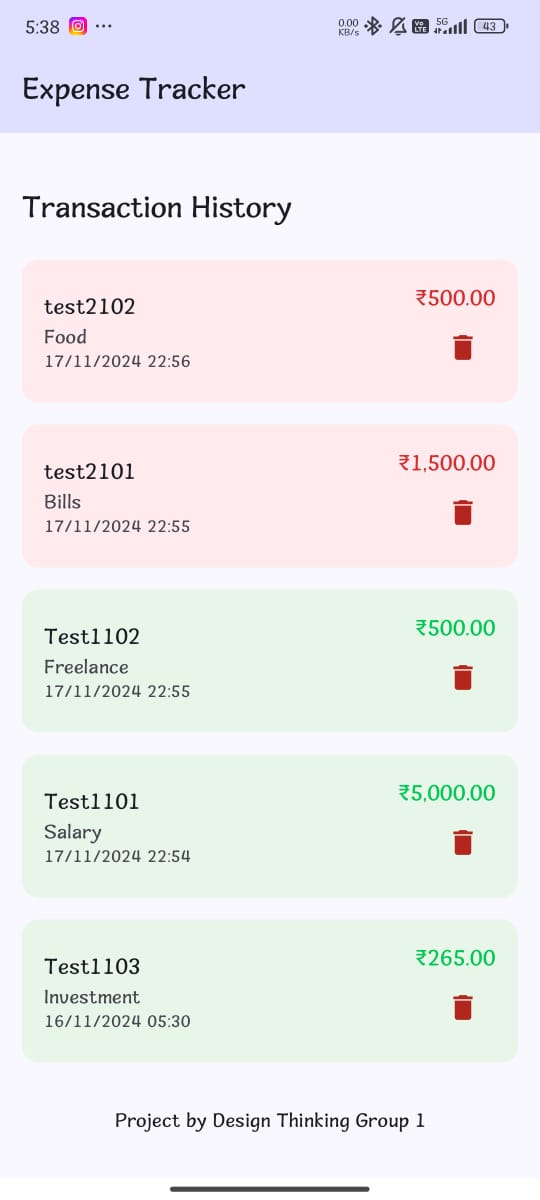 5:38 ... 0.00 KB/s Vo LTE 5G 43
Expense Tracker
Transaction History
test2102
₹500.00
Food
17/11/2024 22:56
test2101
₹1,500.00
Bills
17/11/2024 22:55
Test1102
₹500.00
Freelance
17/11/2024 22:55
Test1101
₹5,000.00
Salary
17/11/2024 22:54
Test1103
₹265.00
Investment
16/11/2024 05:30
Project by Design Thinking Group 1